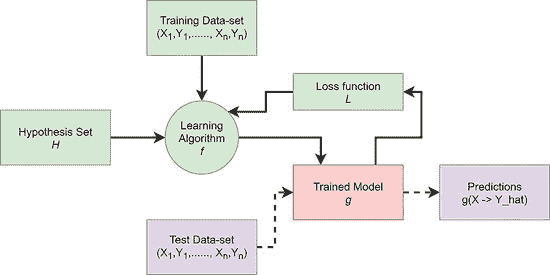 Training Data-set
(X₁,Y₁,......, Xₙ,Yₙ)
Loss function
L
Hypothesis Set
H
Learning
Algorithm
f
Trained Model
g
Predictions
g(X -> Y_hat)
Test Data-set
(X₁,Y₁,......, Xₙ,Yₙ)